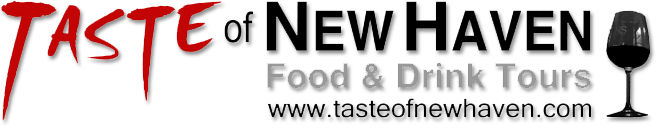 TASTE of NEW HAVEN
Food & Drink Tours
www.tasteofnewhaven.com